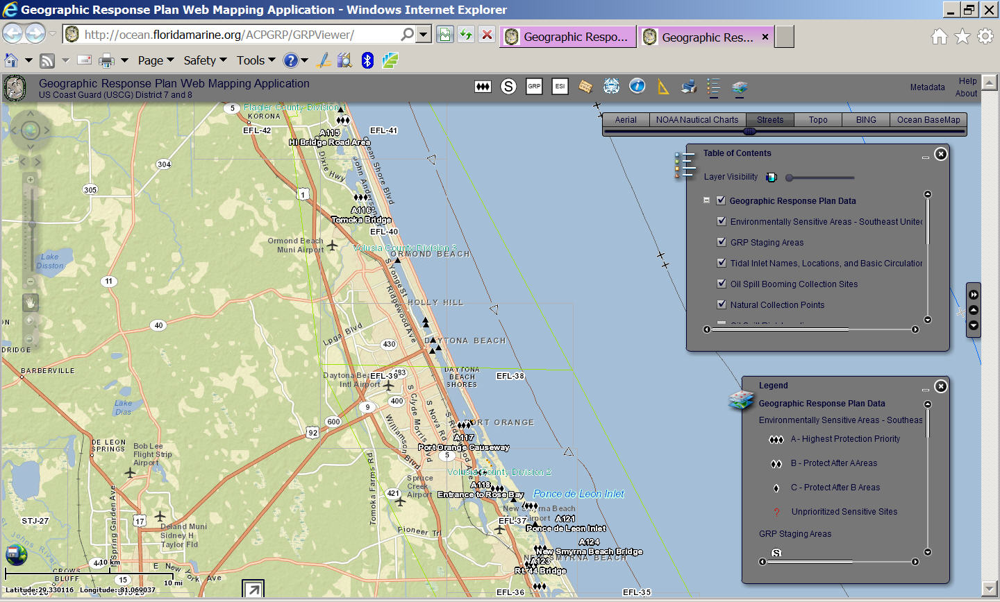 Geographic Response Plan Web Mapping Application - Windows Internet Explorer
http://ocean.floridamarine.org/ACPGRP/GRPViewer/
Geographic Respo...
Geographic Res...
Page
Safety
Tools
Geographic Response Plan Web Mapping Application
US Coast Guard (USCG) District 7 and 8
S
GRP
ESI
Metadata
Help
About
Aerial
NOAA Nautical Charts
Streets
Topo
BING
Ocean BaseMap
Table of Contents
Layer Visibility
Geographic Response Plan Data
Environmentally Sensitive Areas - Southeast United
GRP Staging Areas
Tidal Inlet Names, Locations, and Basic Circulation
Oil Spill Booming Collection Sites
Natural Collection Points
Legend
Geographic Response Plan Data
Environmentally Sensitive Areas - Southeas
A - Highest Protection Priority
B - Protect After A Areas
C - Protect After B Areas
? Unprioritized Sensitive Sites
GRP Staging Areas
S
5
Flagler County Division 1
KORONA
EFL-42
EFL-41
A115
Hi Bridge Road Area
304
Dixie Hwy
John Anderson
Ocean Shore Blvd
305
1
A116
Tomoka Bridge
EFL-40
Ormond Beach
Muni Airport
Volusia County Division 3
ORMOND BEACH
Lake
Disston
11
S Yonge St
Ridgewood Ave
HOLLY HILL
40
Lpga Blvd
430
DAYTONA BEACH
ON
DRIDGE
BARBERVILLE
Daytona Bea
Intl Airport
EFL-39
483
DAYTONA
BEACH
SHORES
EFL-38
Lake
Dias
400
9
600
92
S Clyde Morris Blvd
S Nova Rd
S Ridgewood Ave
Williamson Blvd
PORT ORANGE
A117
Port Orange Causeway
5
DE LEON
SPRINGS
Bob Lee
Flight Strip
Airport
Tomoka Farms Rd
Spruce
Creek
Airport
421
Volusia County Division 2
A118
Entrance to Rose Bay
Ponce de Leon Inlet
New Smyrna Beach
Airport
EFL-37
A121
Ponce de Leon Inlet
A124
New Smyrna Beach Bridge
NEW SMYRNA BEACH
A123
Rt. 44 Bridge
Pioneer Trl
STJ-27
17
Spring Garden Ave
Deland Muni
Sidney H
Taylor Fld
St Johns River
44
10 km
CROWS
BLUFF
15
E New York Ave
10 mi
Latitude:29.330116 Longitude:-81.069037
EFL-36
EFL-35